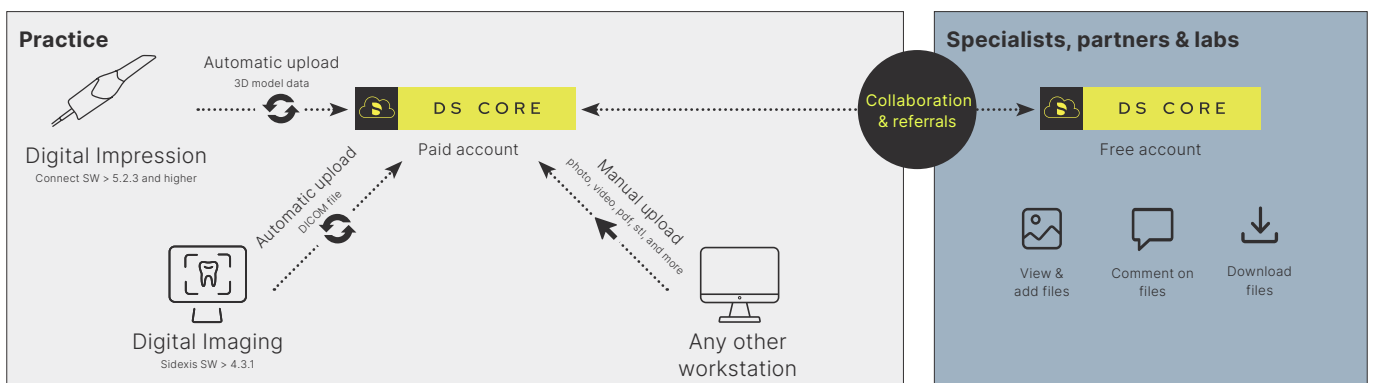 Practice
Automatic upload
3D model data
Digital Impression
Connect SW > 5.2.3 and higher
DS CORE
Paid account
Automatic upload
DICOM file
Manual upload
photo, video, pdf, stl, and more
Digital Imaging
Sidexis SW > 4.3.1
Any other
workstation
Collaboration
& referrals
Specialists, partners & labs
DS CORE
Free account
View &
add files
Comment on
files
Download
files